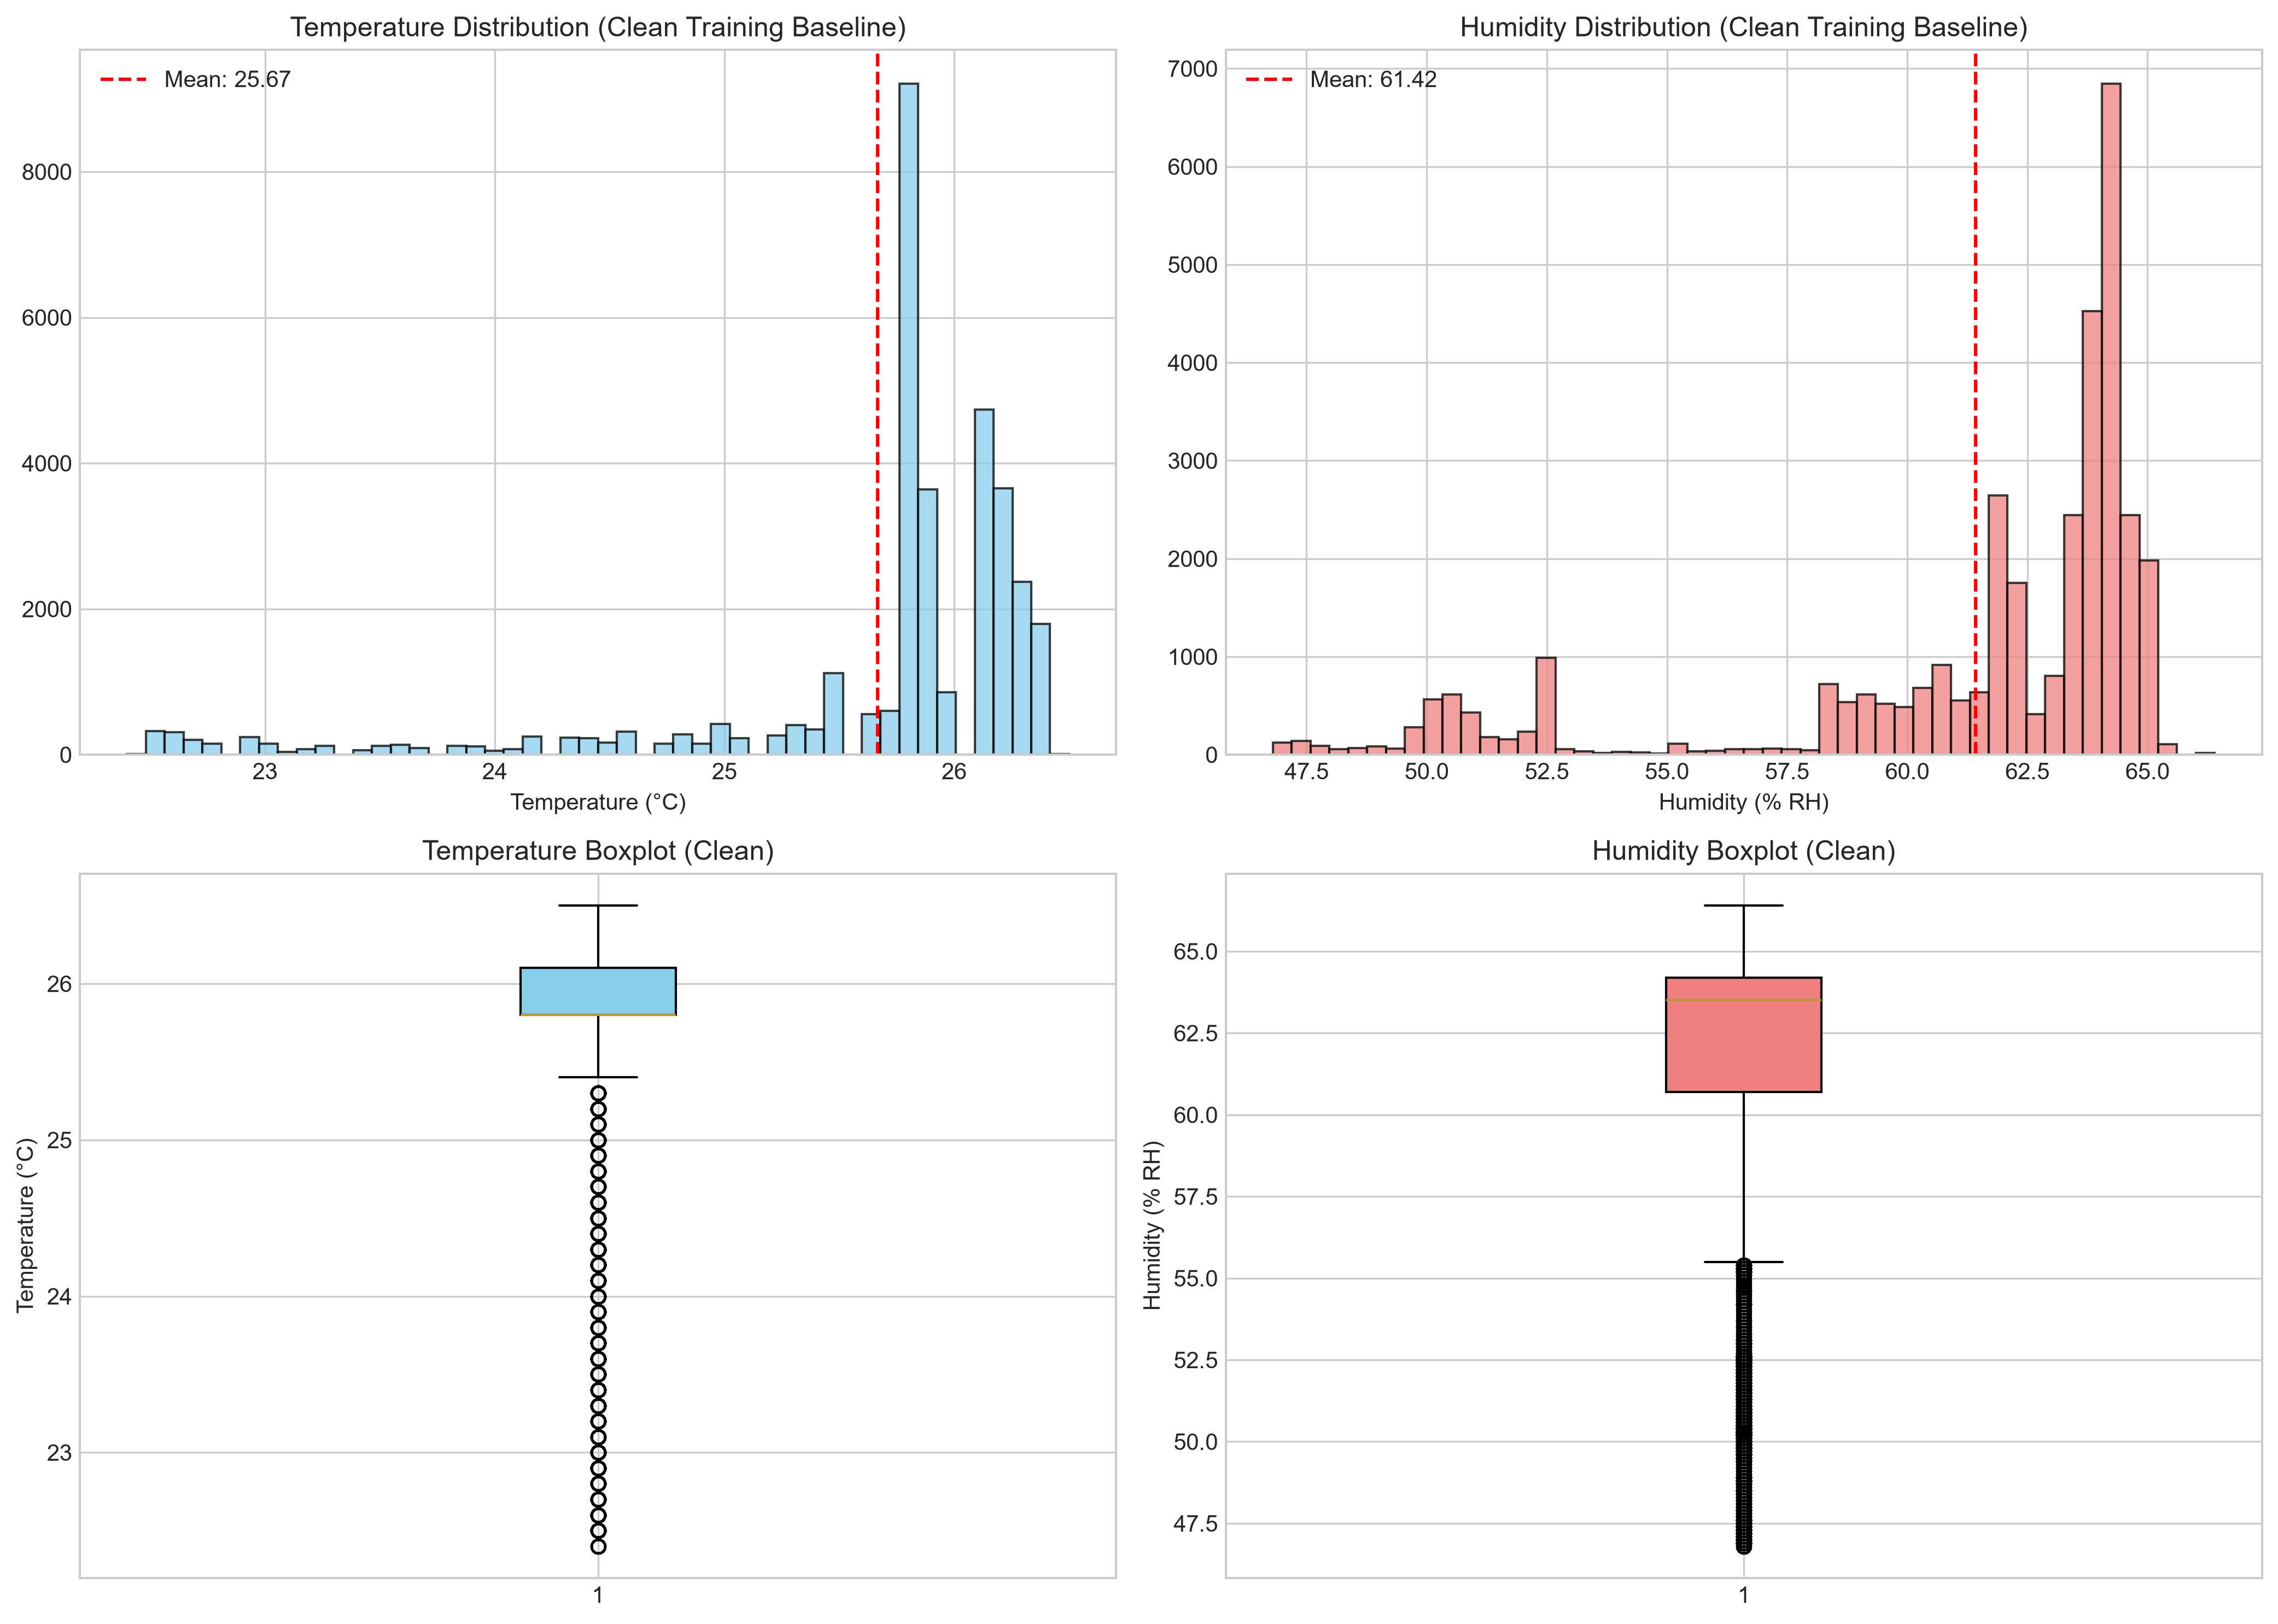 Temperature Distribution (Clean Training Baseline)
Mean: 25.67
8000
6000
4000
2000
0
23 24 25 26
Temperature (°C)
Humidity Distribution (Clean Training Baseline)
Mean: 61.42
7000
6000
5000
4000
3000
2000
1000
0
47.5 50.0 52.5 55.0 57.5 60.0 62.5 65.0
Humidity (% RH)
Temperature Boxplot (Clean)
Temperature (°C)
26
25
24
23
1
Humidity Boxplot (Clean)
Humidity (% RH)
65.0
62.5
60.0
57.5
55.0
52.5
50.0
47.5
1